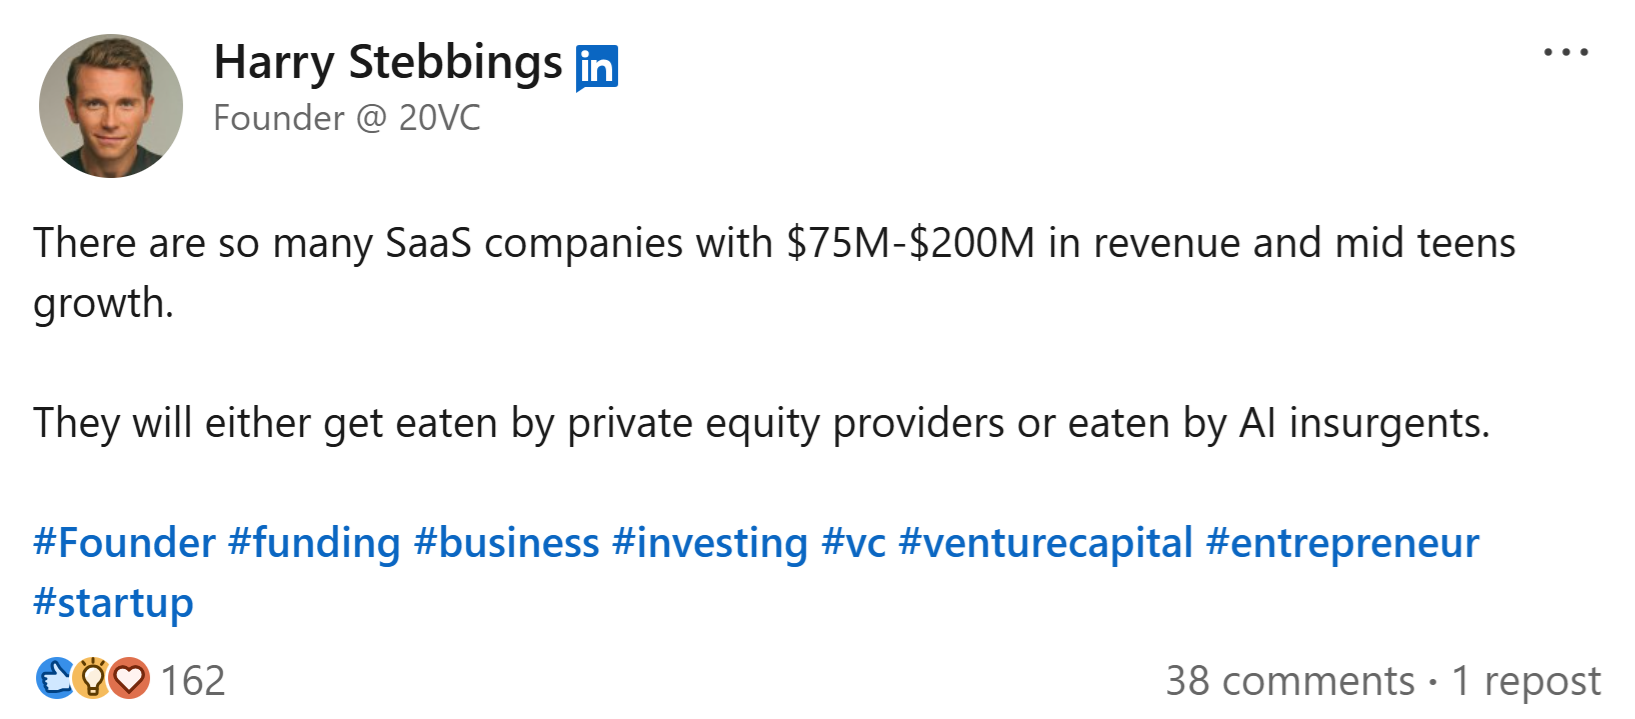 Harry Stebbings in
Founder @ 20VC
There are so many SaaS companies with $75M-$200M in revenue and mid teens
growth.
They will either get eaten by private equity providers or eaten by AI insurgents.
#Founder #funding #business #investing #vc #venturecapital #entrepreneur
#startup
162
38 comments · 1 repost